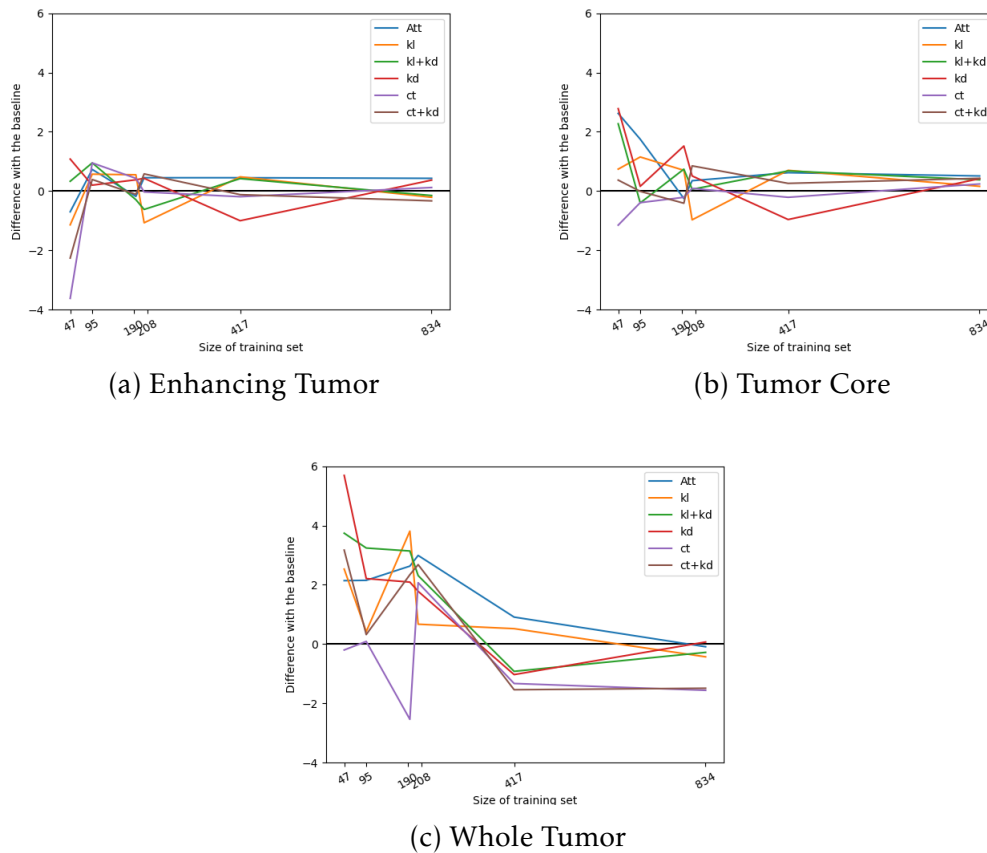 6
4
2
0
−2
−4
Difference with the baseline
Att
kl
kl+kd
kd
ct
ct+kd
47 95 190 208 417 834
Size of training set
(a) Enhancing Tumor
6
4
2
0
−2
−4
Difference with the baseline
Att
kl
kl+kd
kd
ct
ct+kd
47 95 190 208 417 834
Size of training set
(b) Tumor Core
6
4
2
0
−2
−4
Difference with the baseline
Att
kl
kl+kd
kd
ct
ct+kd
47 95 190 208 417 834
Size of training set
(c) Whole Tumor